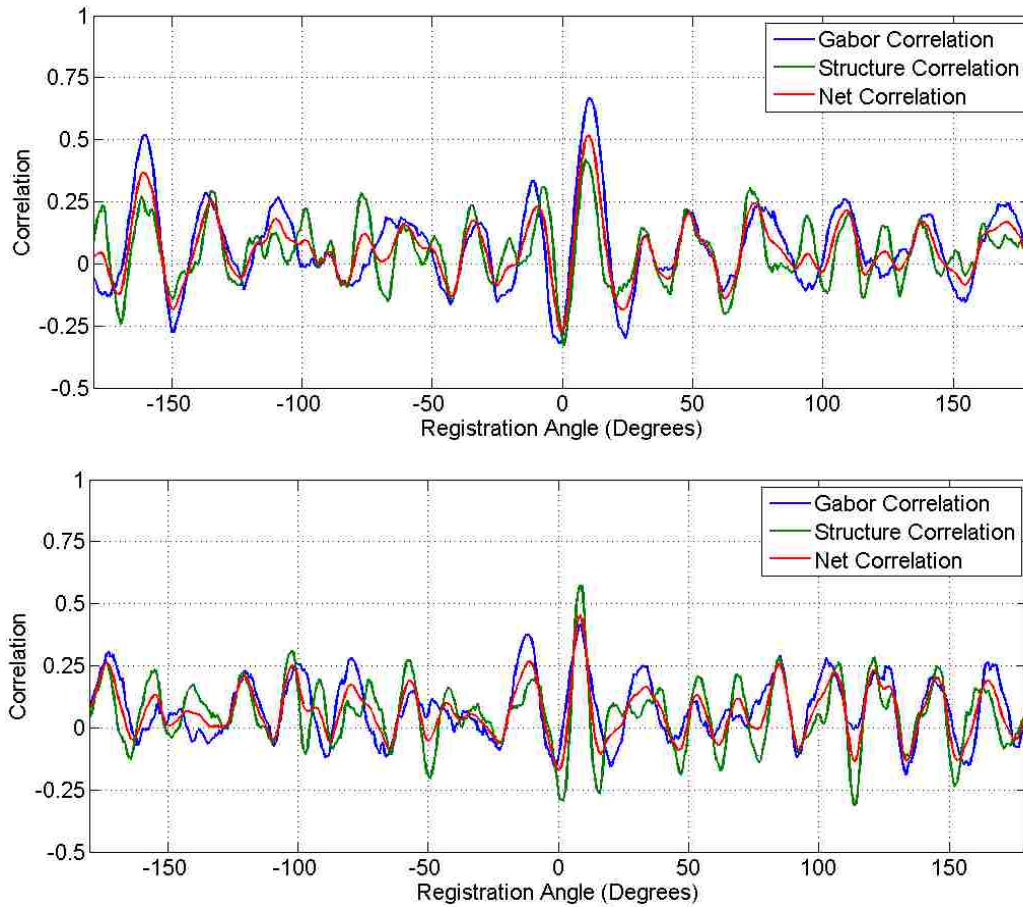 1
0.75
0.5
0.25
0
-0.25
-0.5
Correlation
Gabor Correlation
Structure Correlation
Net Correlation
-150 -100 -50 0 50 100 150
Registration Angle (Degrees)
1
0.75
0.5
0.25
0
0.25
-0.5
Correlation
Gabor Correlation
Structure Correlation
Net Correlation
-150 -100 -50 0 50 100 150
Registration Angle (Degrees)